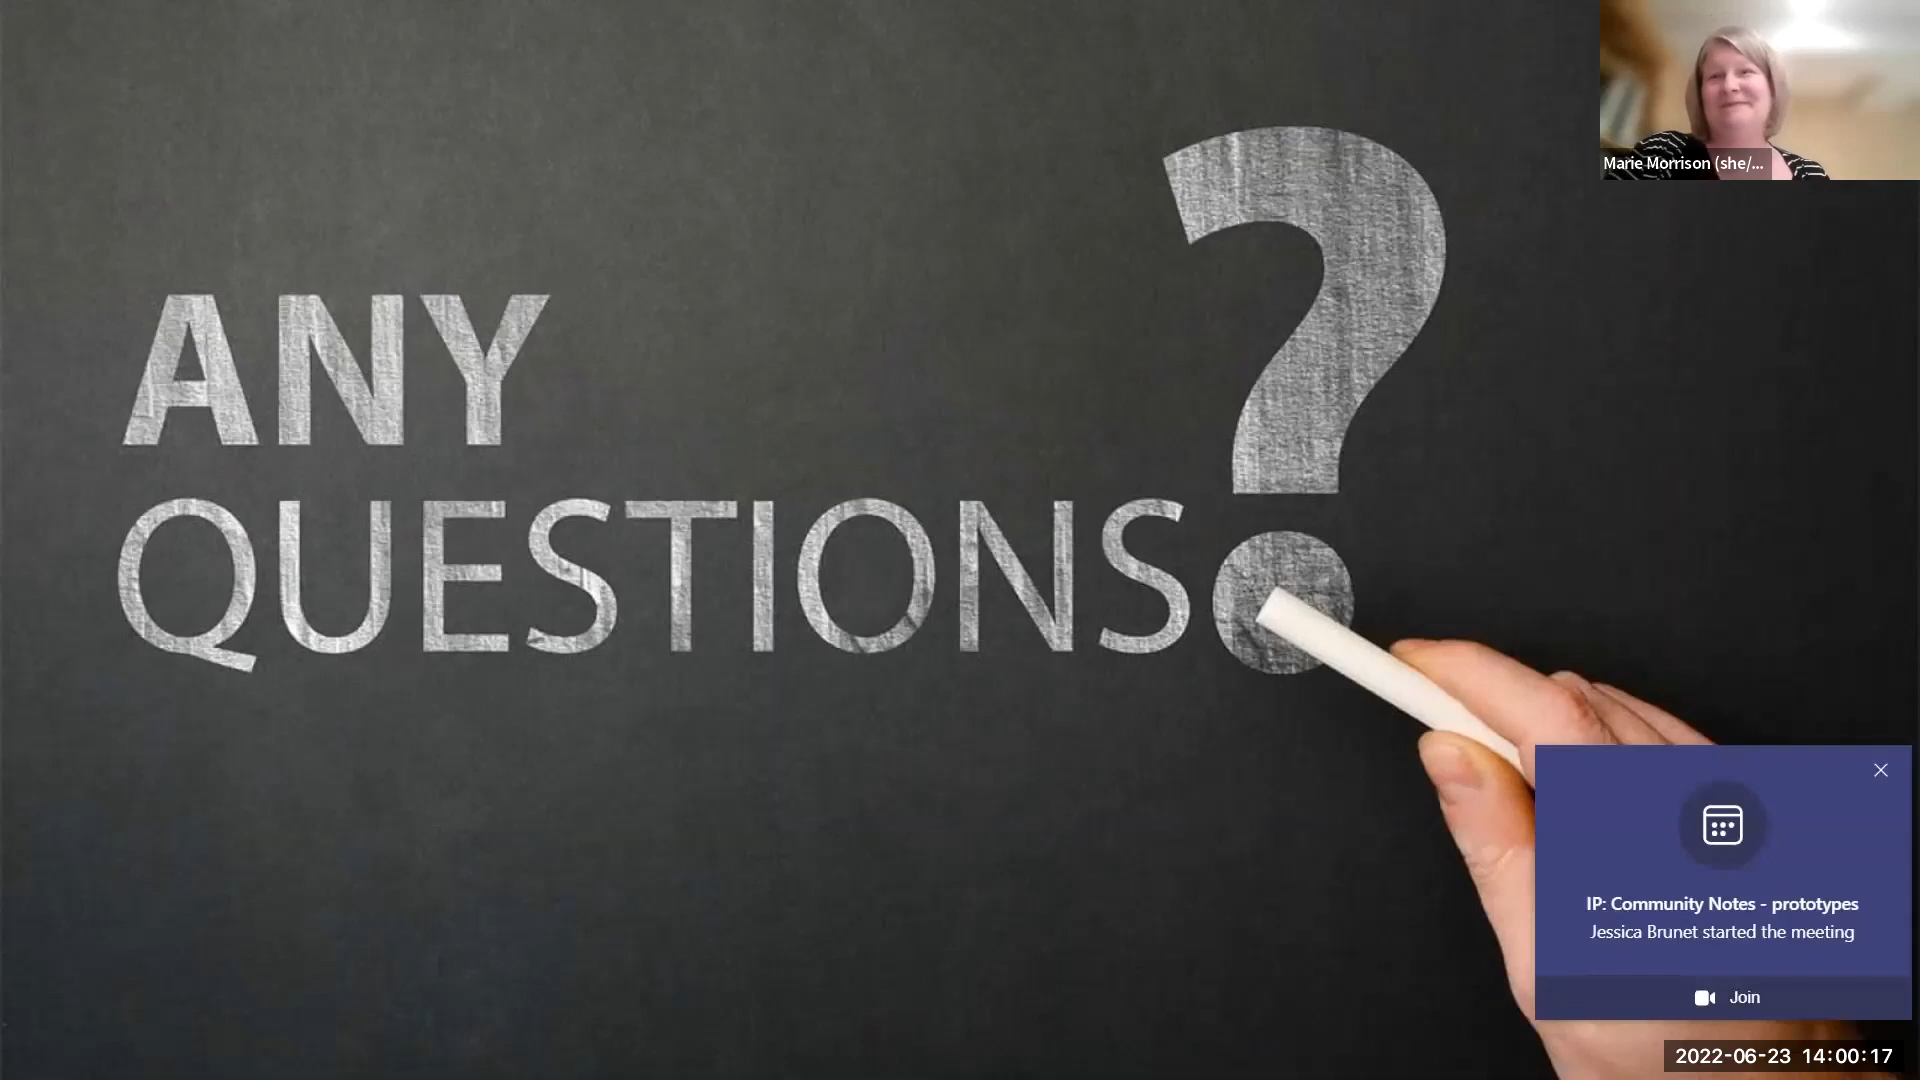 Marie Morrison (she/...
ANY
QUESTIONS?
IP: Community Notes - prototypes
Jessica Brunet started the meeting
Join
2022-06-23 14:00:17